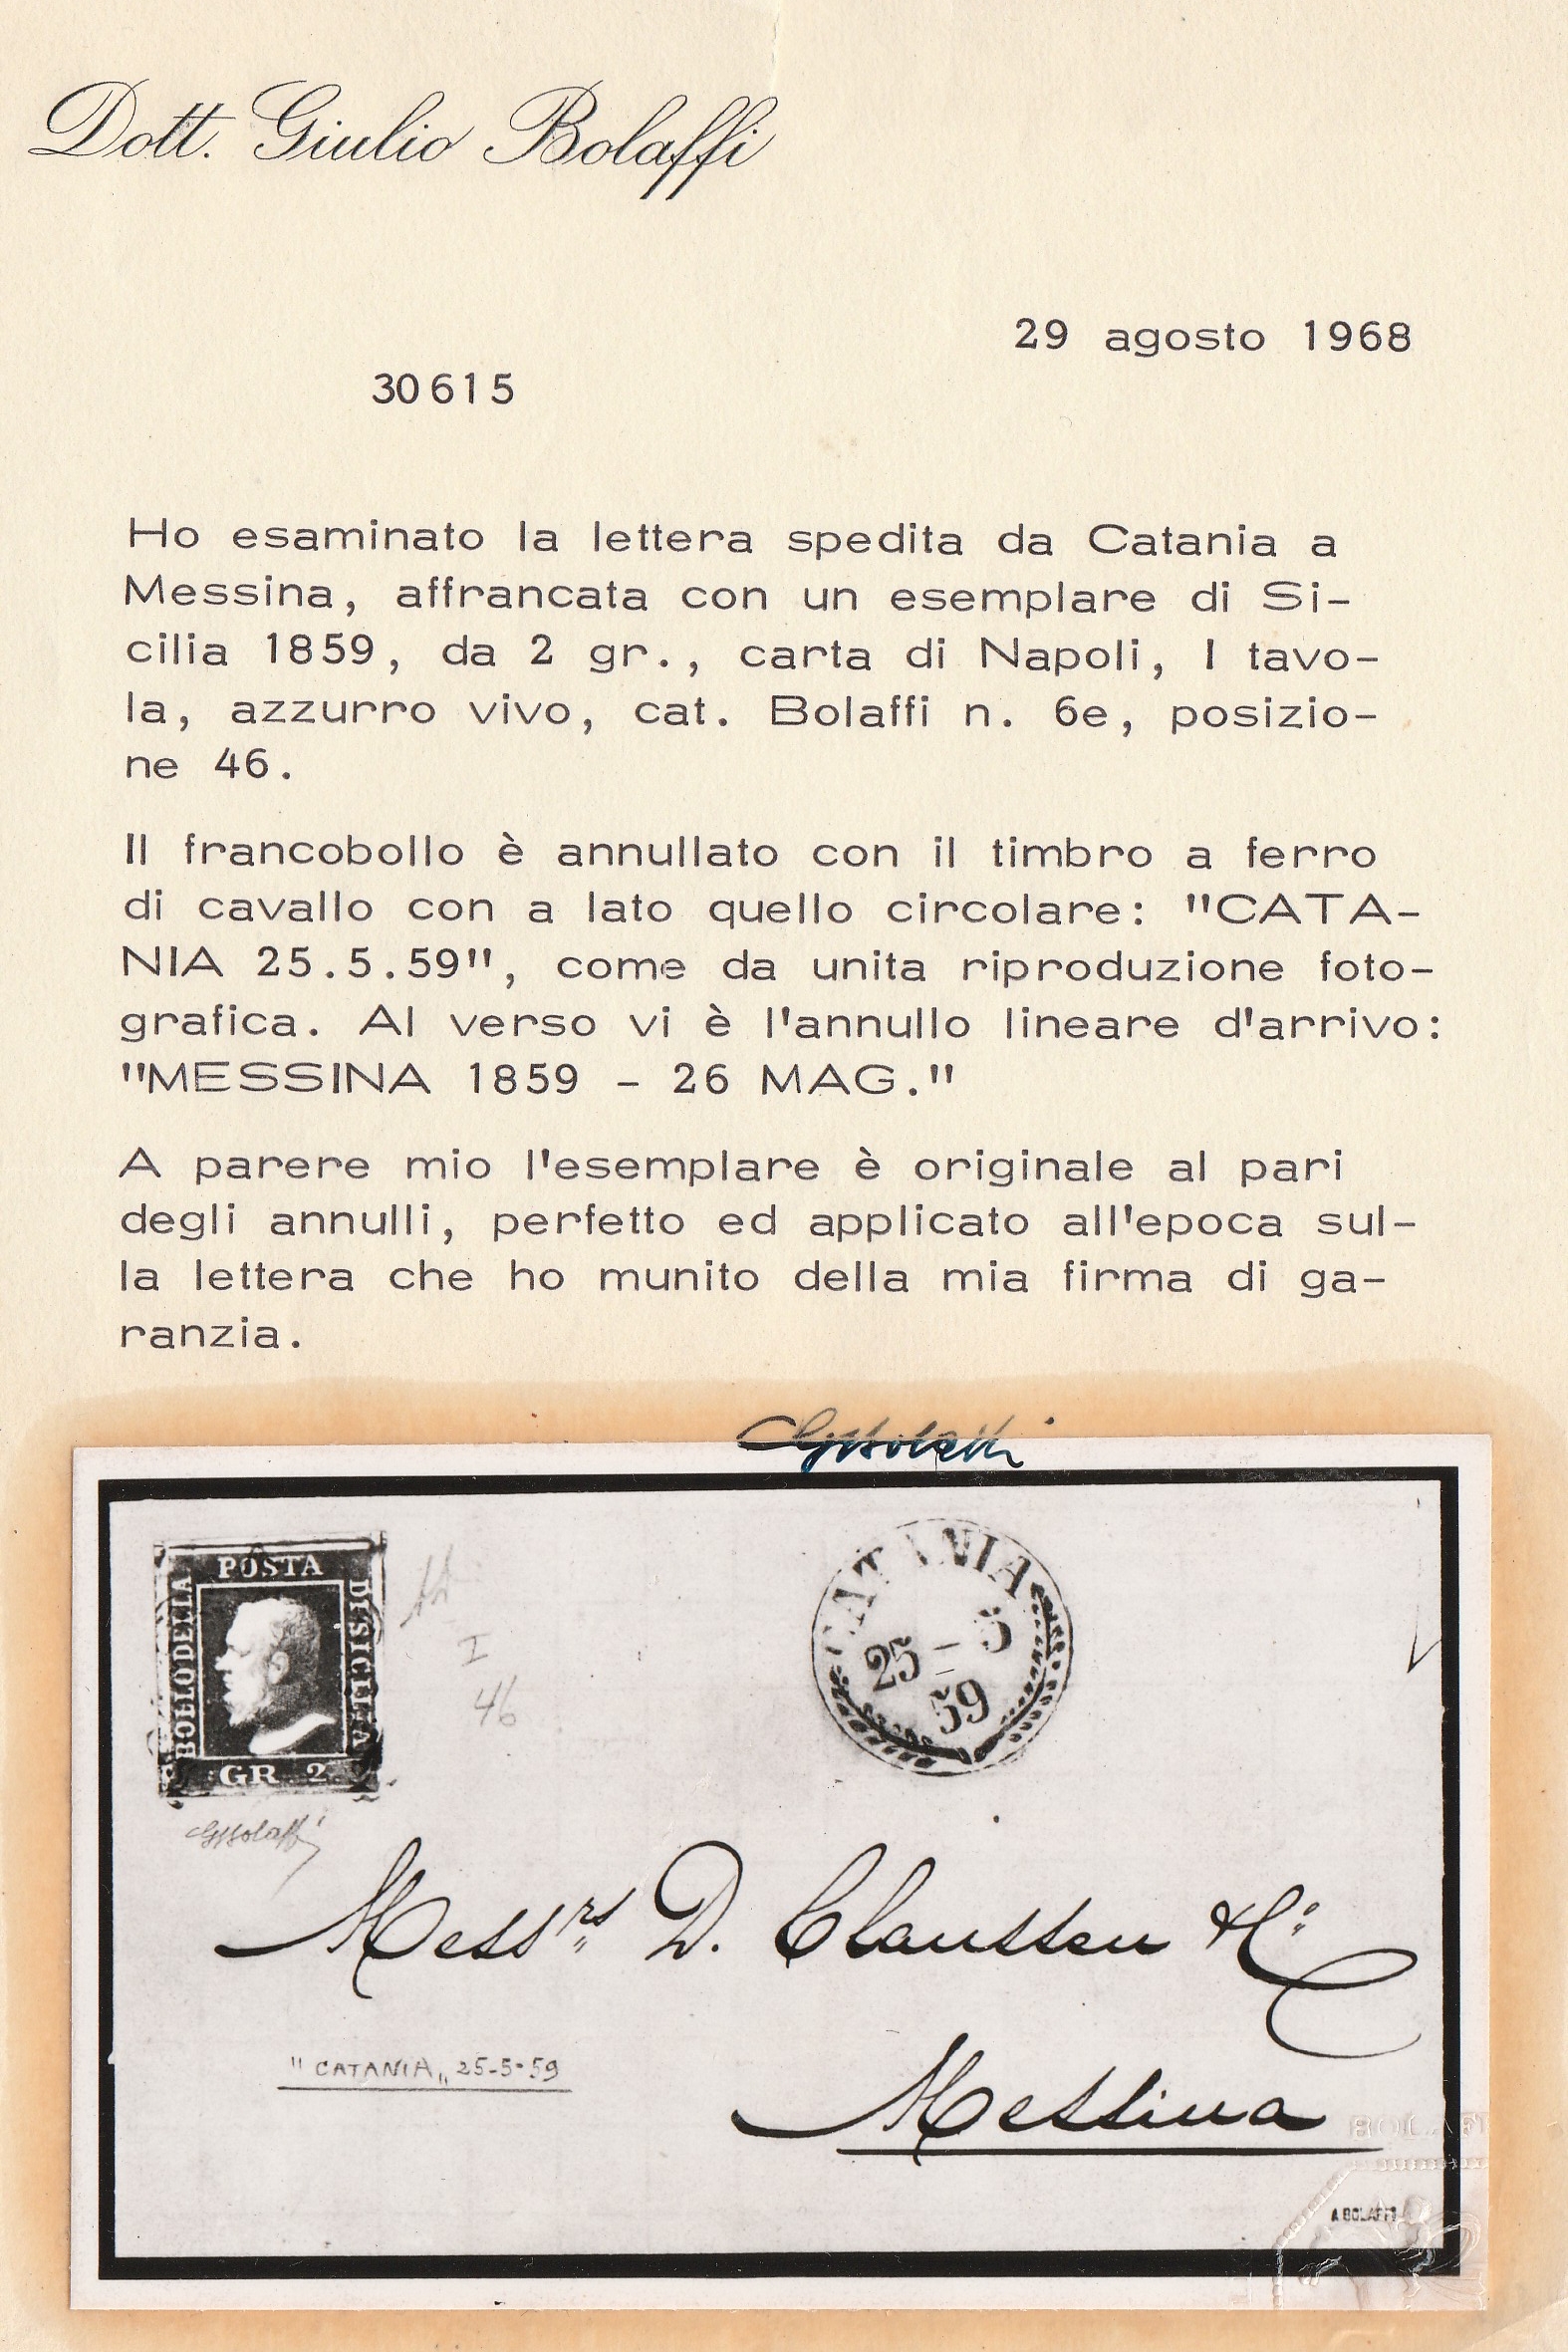 Dott. Giulio Bolaffi
29 agosto 1968
30615
Ho esaminato la lettera spedita da Catania a
Messina, affrancata con un esemplare di Si-
cilia 1859, da 2 gr., carta di Napoli, I tavo-
la, azzurro vivo, cat. Bolaffi n. 6e, posizio-
ne 46.
Il francobollo è annullato con il timbro a ferro
di cavallo con a lato quello circolare: "CATA-
NIA 25.5.59", come da unita riproduzione foto-
grafica. Al verso vi è l'annullo lineare d'arrivo:
"MESSINA 1859 - 26 MAG."
A parere mio l'esemplare è originale al pari
degli annulli, perfetto ed applicato all'epoca sul-
la lettera che ho munito della mia firma di ga-
ranzia.
GBolaffi
POSTA
BOLLO DELLA
DI SICILIA
GR. 2.
I
46
GBolaffi
CATANIA
25-5
59
Messrs D. Claussen & C.
"CATANIA„ 25-5-59
Messina
BOLAF
A BOLAFFI